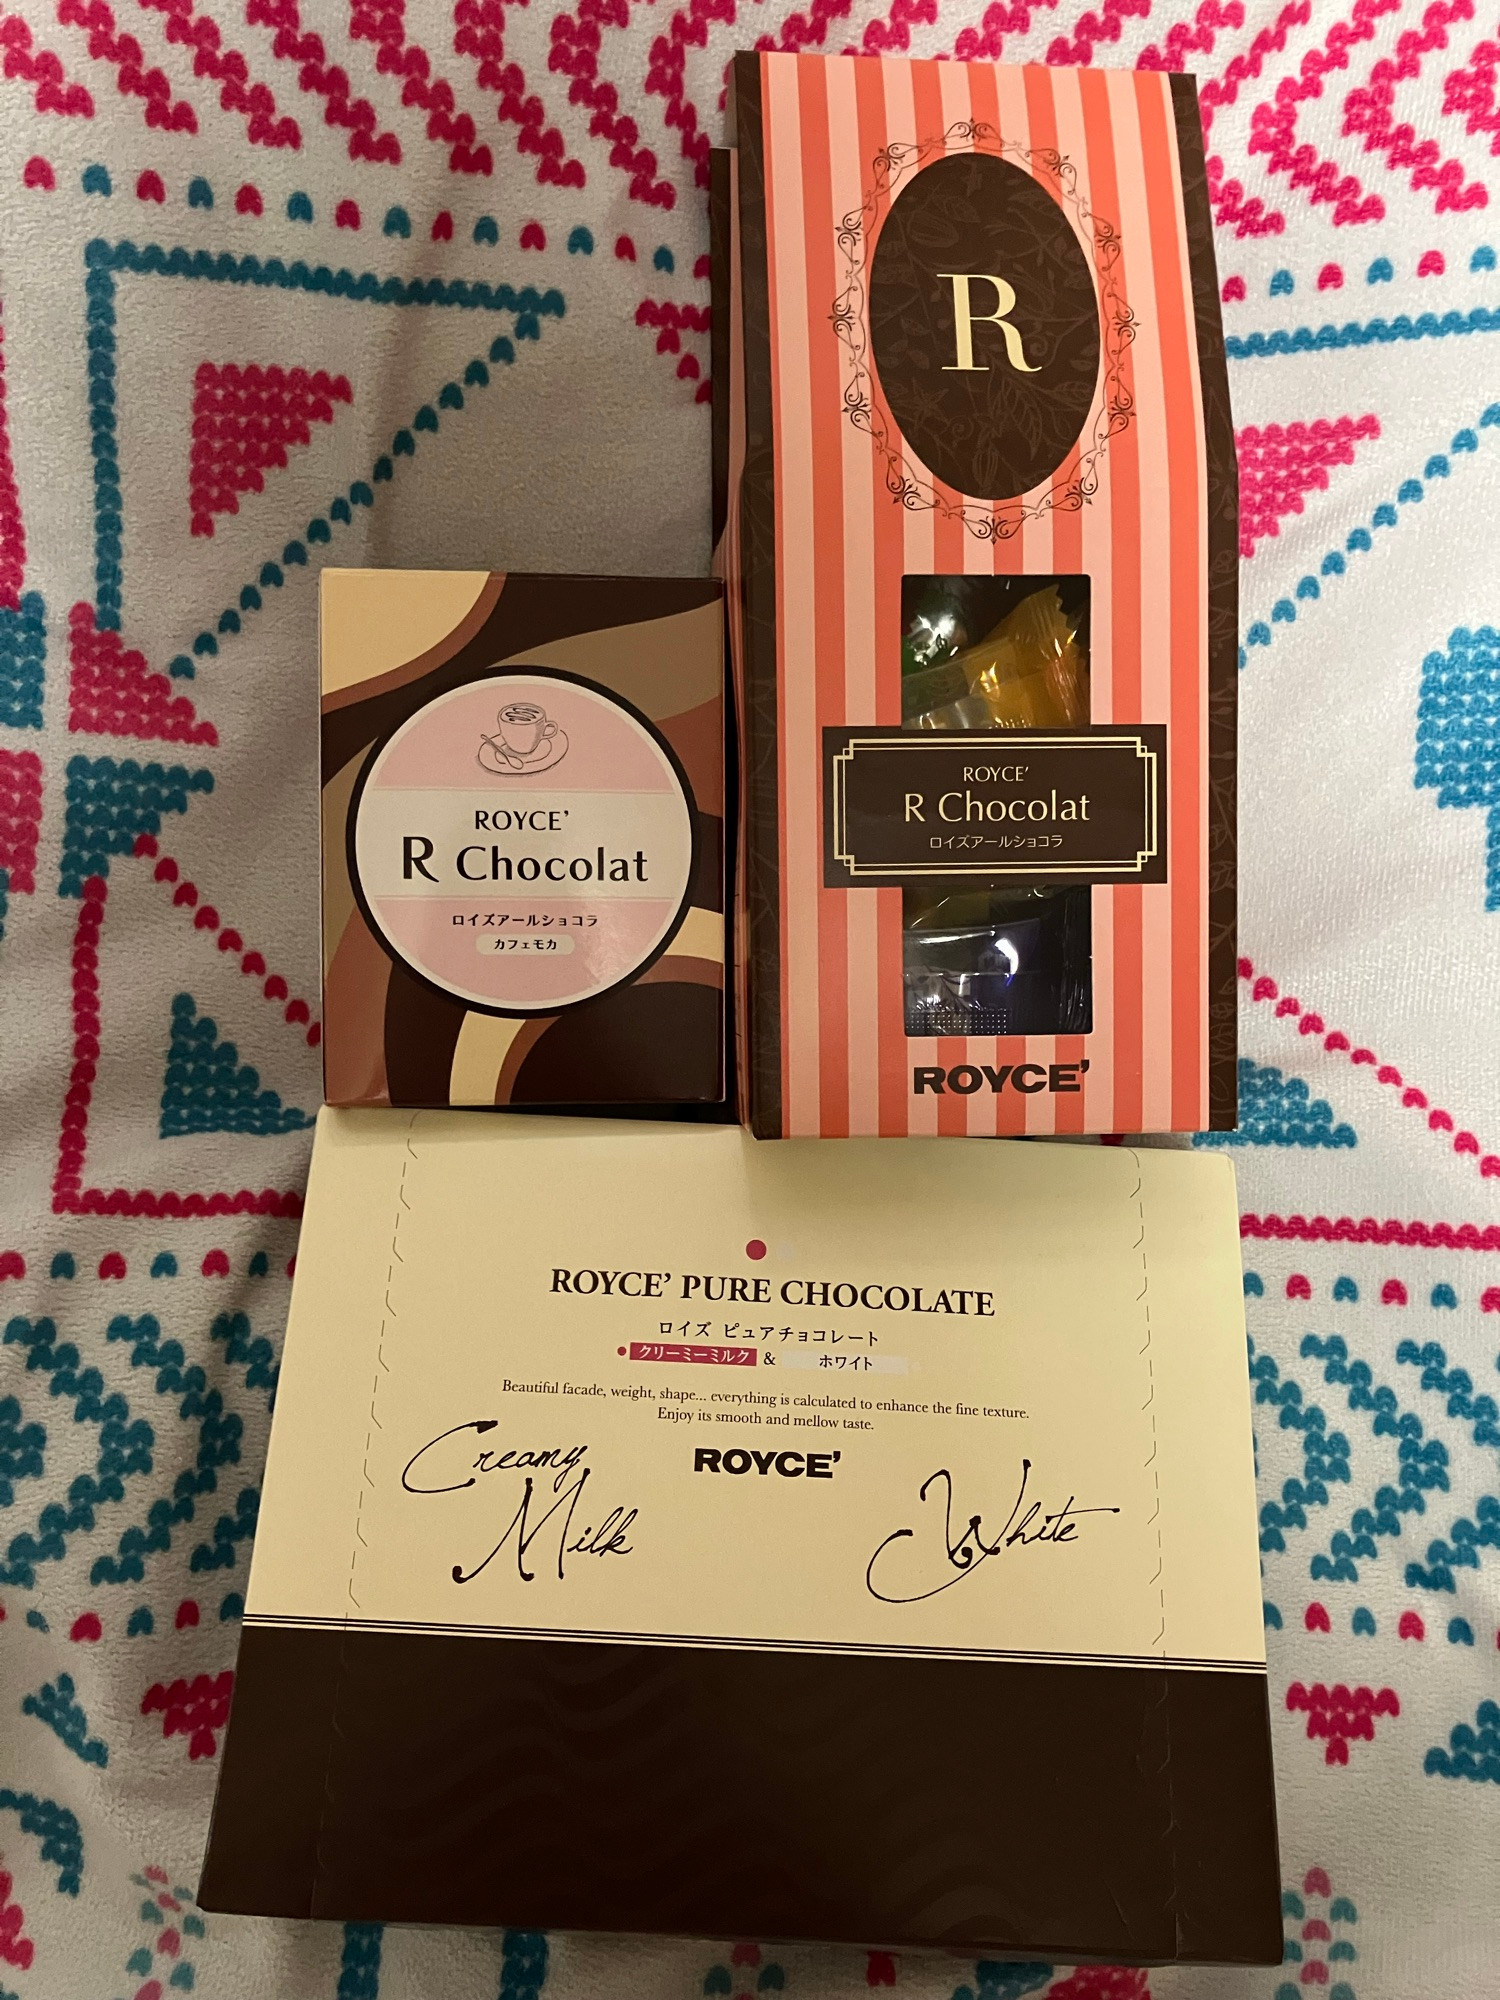 R
ROYCE'
R Chocolat
ロイズアールショコラ
ROYCE'
ROYCE'
R Chocolat
ロイズアールショコラ
カフェモカ
ROYCE' PURE CHOCOLATE
ロイズ ピュアチョコレート
クリーミーミルク & ホワイト
Beautiful facade, weight, shape... everything is calculated to enhance the fine texture.
Enjoy its smooth and mellow taste.
ROYCE'
Creamy
Milk
White